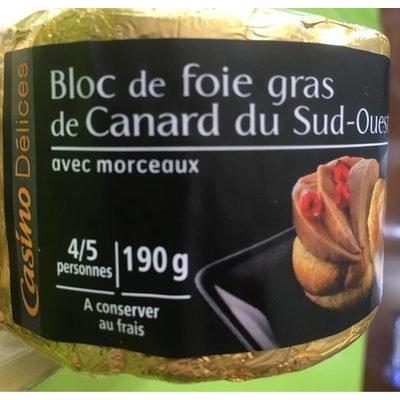 Casino Délices
Bloc de foie gras
de Canard du Sud-Ouest
avec morceaux
4/5
personnes
190 g
A conserver
au frais